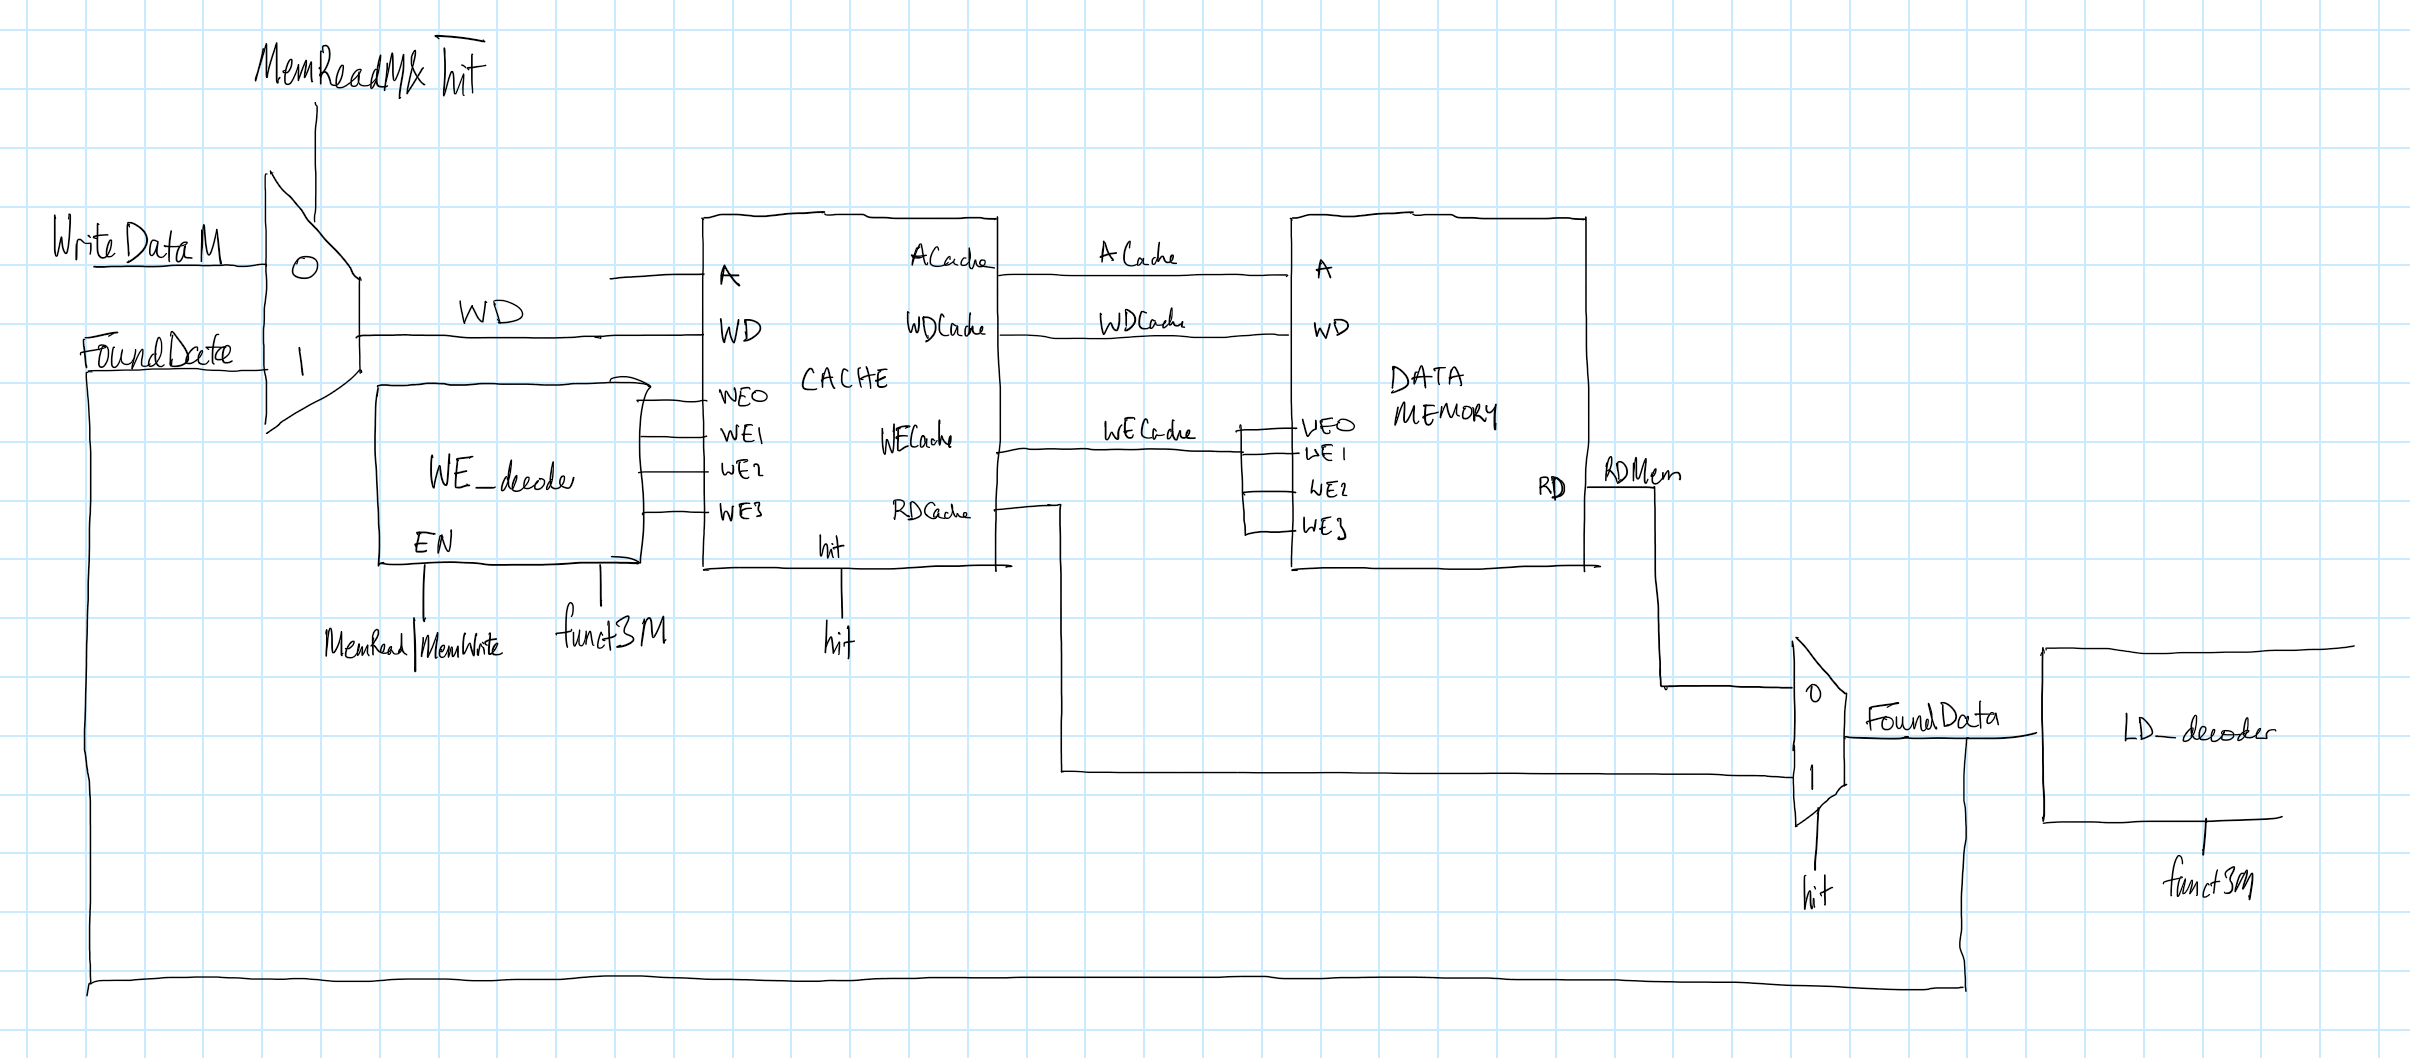 MemReadM& hit
WriteDataM
0
FoundData
1
WD
A
WD
WE0
WE1
WE2
WE3
CACHE
ACache
WDCache
WECache
RDCache
hit
hit
WE_decoder
EN
MemRead|MemWrite
funct3M
ACache
WDCache
WECache
A
WD
DATA
MEMORY
WE0
WE1
WE2
WE3
RD
RDMem
0
1
hit
FoundData
LD_decoder
funct3M